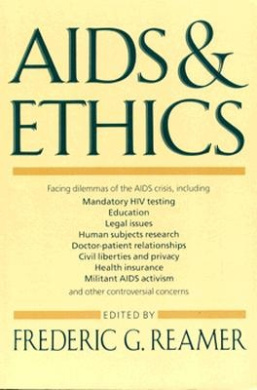 AIDS &
ETHICS
Facing dilemmas of the AIDS crisis, including
Mandatory HIV testing
Education
Legal issues
Human subjects research
Doctor-patient relationships
Civil liberties and privacy
Health insurance
Militant AIDS activism
and other controversial concerns
EDITED BY
FREDERIC G. REAMER